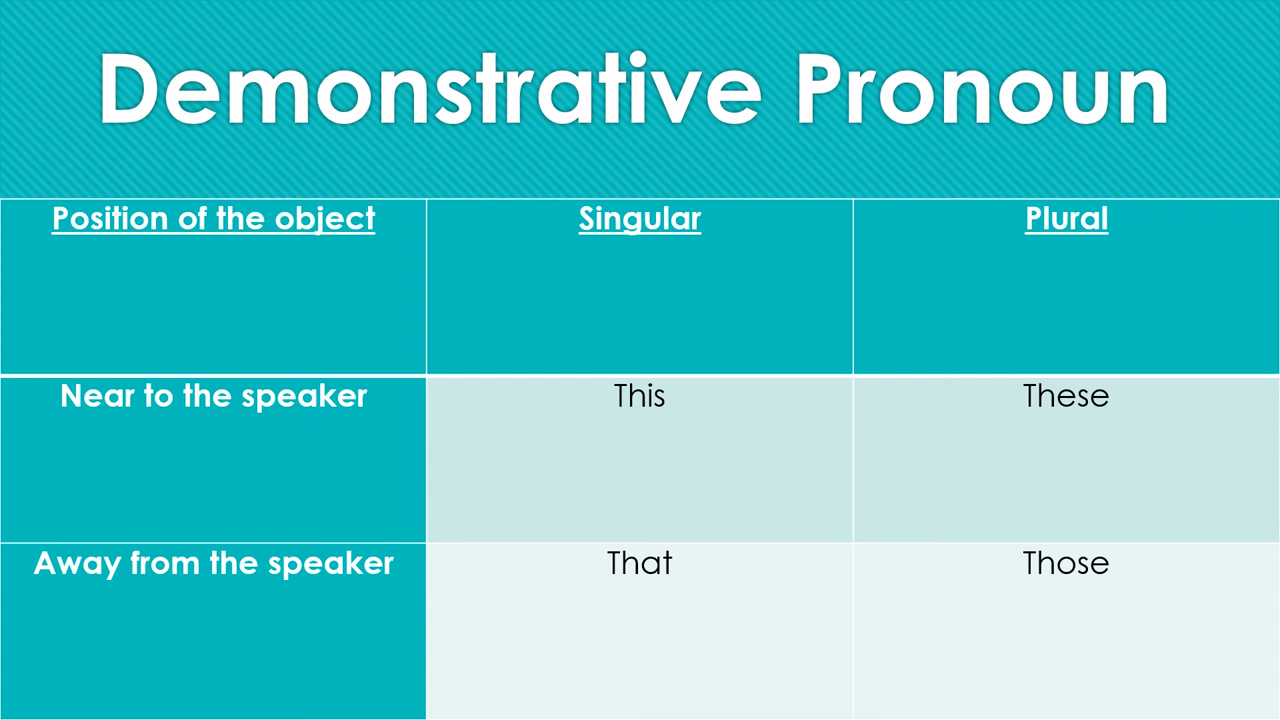 Demonstrative Pronoun
Position of the object Singular Plural
Near to the speaker This These
Away from the speaker That Those